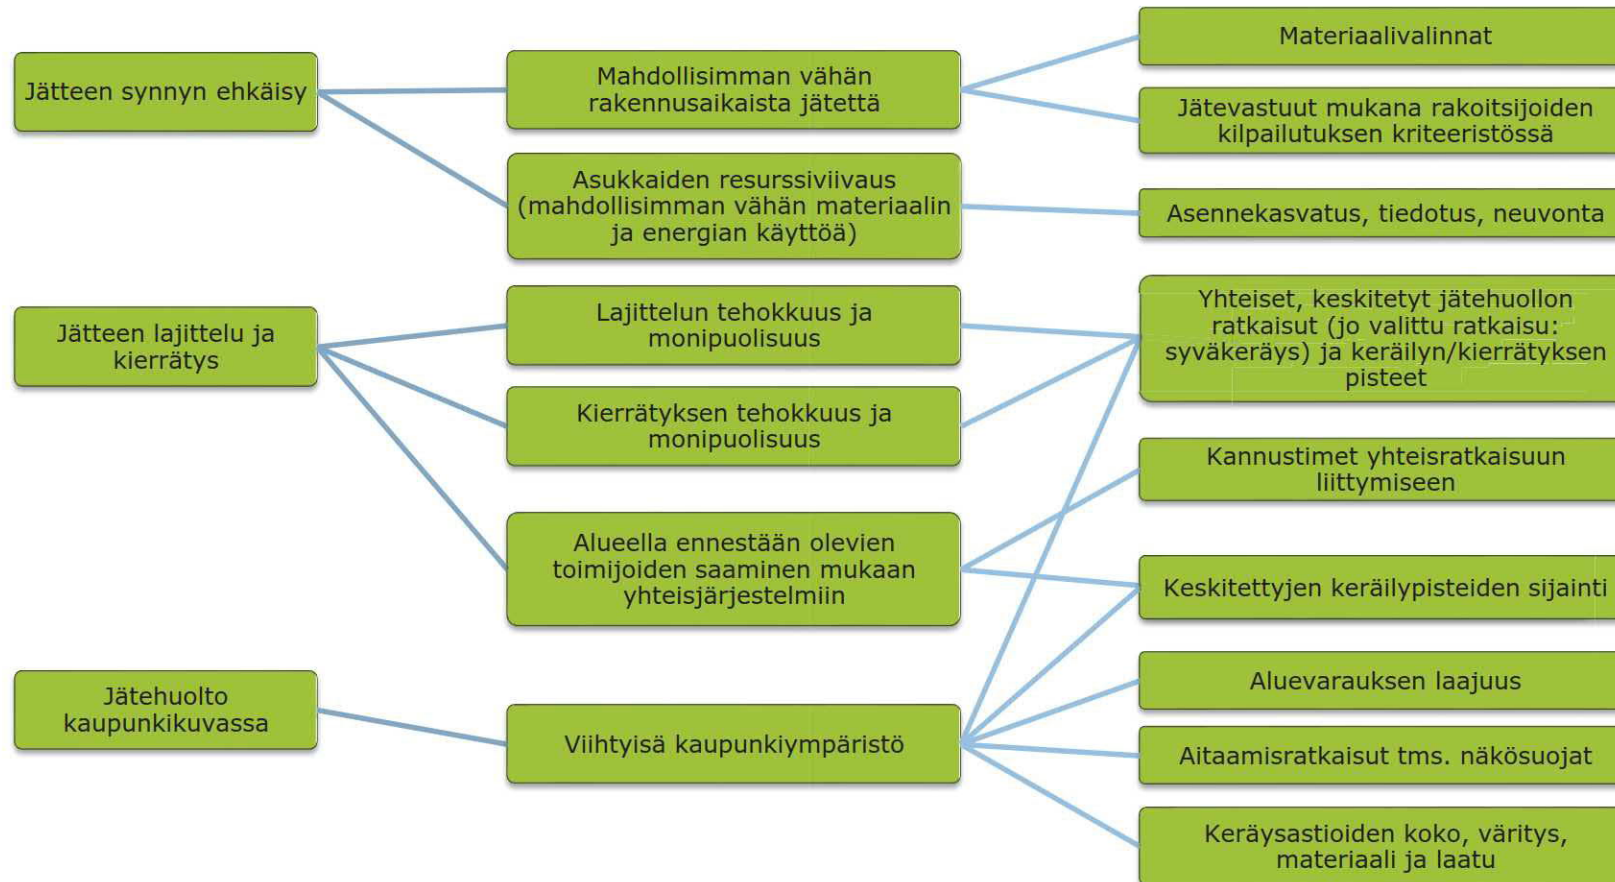 Jätteen synnyn ehkäisy
Mahdollisimman vähän
rakennusaikaista jätettä
Materiaalivalinnat
Jätevastuut mukana rakoitsijoiden
kilpailutuksen kriteeristössä
Asukkaiden resurssiviivaus
(mahdollisimman vähän materiaalin
ja energian käyttöä)
Asennekasvatus, tiedotus, neuvonta
Jätteen lajittelu ja
kierrätys
Lajittelun tehokkuus ja
monipuolisuus
Kierrätyksen tehokkuus ja
monipuolisuus
Alueella ennestään olevien
toimijoiden saaminen mukaan
yhteisjärjestelmiin
Yhteiset, keskitetyt jätehuollon
ratkaisut (jo valittu ratkaisu:
syväkeräys) ja keräilyn/kierrätyksen
pisteet
Kannustimet yhteisratkaisuun
liittymiseen
Keskitettyjen keräilypisteiden sijainti
Jätehuolto
kaupunkikuvassa
Viihtyisä kaupunkiympäristö
Aluevarauksen laajuus
Aitaamisratkaisut tms. näkösuojat
Keräysastioiden koko, väritys,
materiaali ja laatu